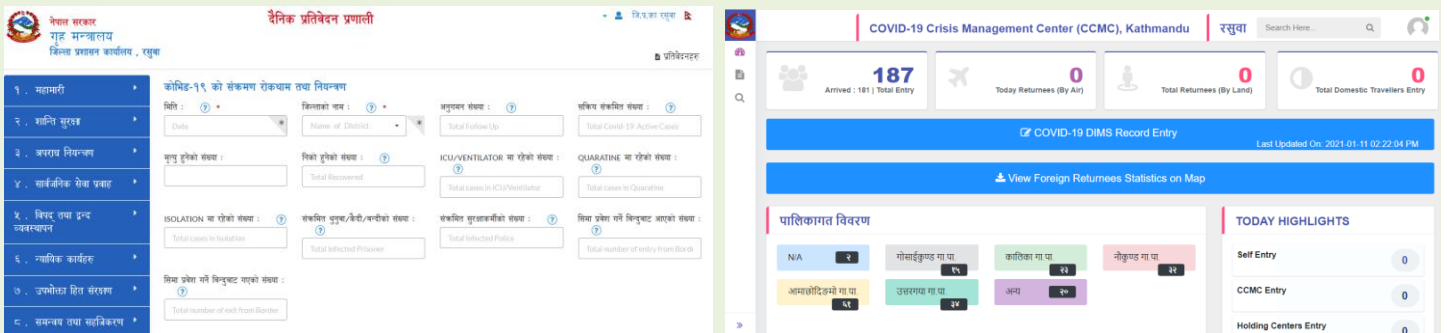 नेपाल सरकार
गृह मन्त्रालय
जिल्ला प्रशासन कार्यालय , रसुवा
दैनिक प्रतिवेदन प्रणाली
जि.प्र.का रसुवा
प्रतिवेदनहरु
१ . महामारी
२ . शान्ति सुरक्षा
३ . अपराध नियन्त्रण
४ . सार्वजनिक सेवा प्रवाह
५ . विपद् तथा द्वन्द व्यवस्थापन
६ . न्यायिक कार्यहरु
७ . उपभोक्ता हित संरक्षण
८ . समन्वय तथा सहजिकरण
कोभिड-१९ को संक्रमण रोकथाम तथा नियन्त्रण
मिति : ? *
जिल्लाको नाम : ? *
अनुगमन संख्या : ?
सक्रिय संक्रमित संख्या : ?
Date
Name of District
Total Follow Up
Total Covid-19 Active Cases
मृत्यु हुनेको संख्या :
निको हुनेको संख्या : ?
ICU/VENTILATOR मा रहेको संख्या : ?
QUARATINE मा रहेको संख्या : ?
Total Recovered
Total cases in ICU/Ventilator
Total cases in Quaratine
ISOLATION मा रहेको संख्या : ?
संक्रमित थुनुवा/कैदी/बन्दीको संख्या : ?
संक्रमित सुरक्षाकर्मीको संख्या : ?
सिमा प्रवेश गर्ने बिन्दुबाट आएको संख्या : ?
Total cases in Isolation
Total Infected Prisoner
Total Infected Police
Total number of entry from Bordi
सिमा प्रवेश गर्ने बिन्दुबाट गएको संख्या : ?
Total number of exit from Border
COVID-19 Crisis Management Center (CCMC), Kathmandu
रसुवा
Search Here...
187
Arrived : 181 | Total Entry
0
Today Returnees (By Air)
0
Total Returnees (By Land)
0
Total Domestic Travellers Entry
COVID-19 DIMS Record Entry
Last Updated On: 2021-01-11 02:22:04 PM
View Foreign Returnees Statistics on Map
पालिकागत विवरण
N/A २
गोसाईकुण्ड गा.पा. १५
कालिका गा.पा. २३
नौकुण्ड गा.पा. ३२
आमाछोदिङमो गा.पा. ६१
उत्तरगया गा.पा. ३४
अन्य २०
TODAY HIGHLIGHTS
Self Entry 0
CCMC Entry 0
Holding Centers Entry 0